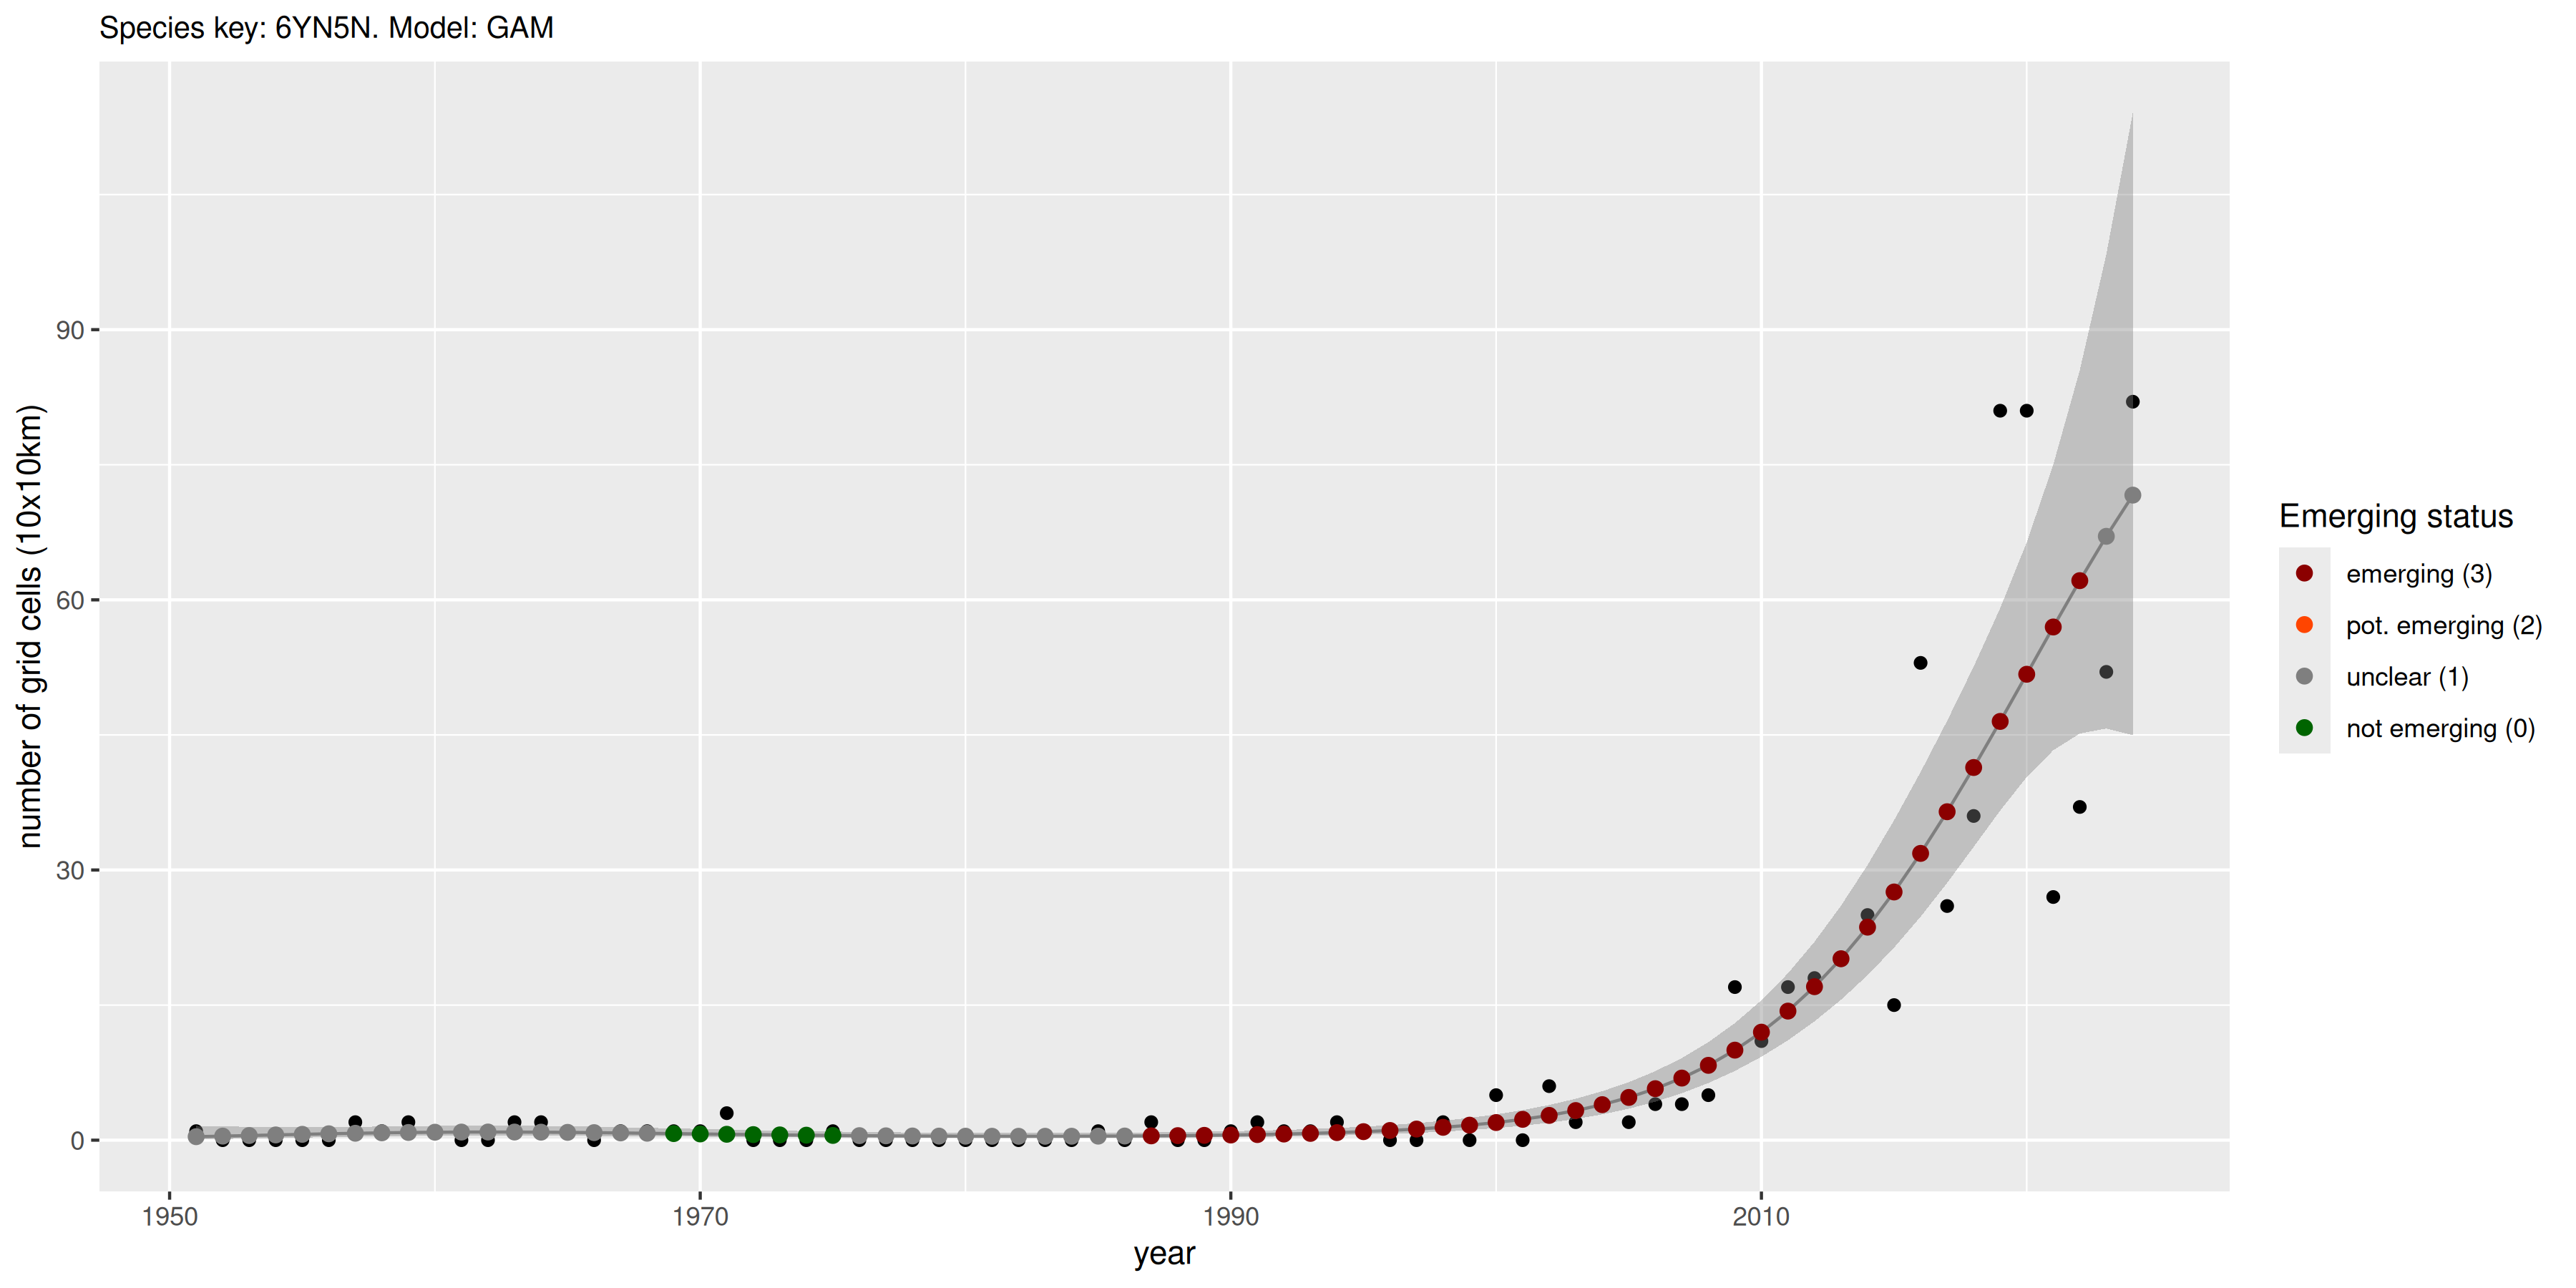 Species key: 6YN5N. Model: GAM
number of grid cells (10x10km)
90
60
30
0
1950
1970
1990
2010
year
Emerging status
emerging (3)
pot. emerging (2)
unclear (1)
not emerging (0)